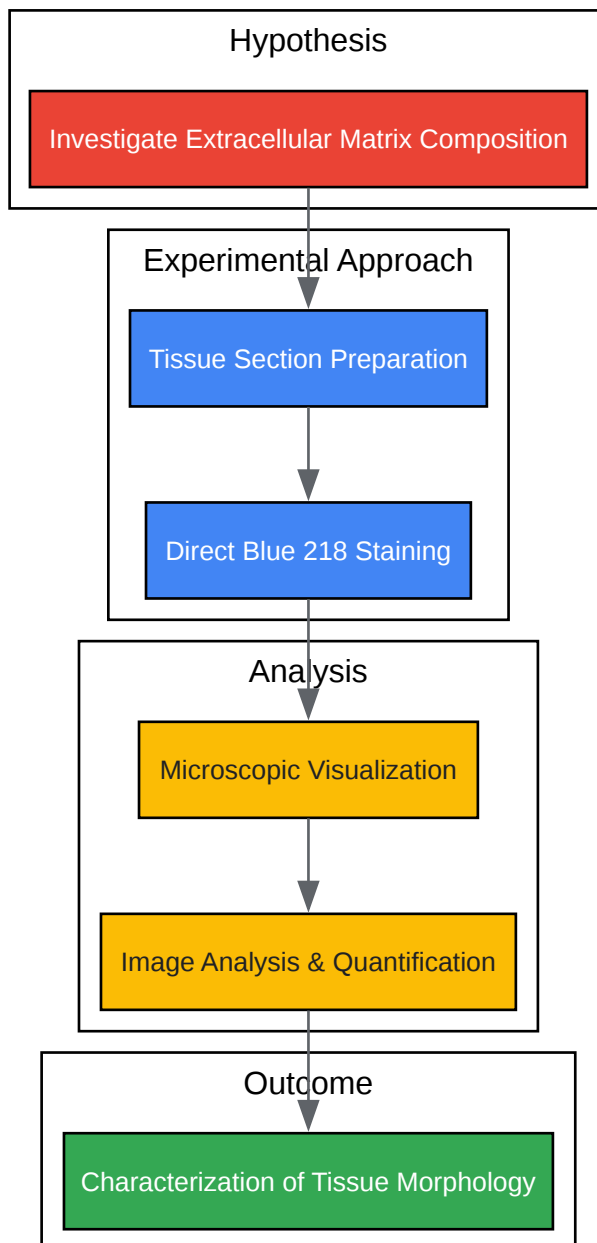 Hypothesis
Investigate Extracellular Matrix Composition
Experimental Approach
Tissue Section Preparation
Direct Blue 218 Staining
Analysis
Microscopic Visualization
Image Analysis & Quantification
Outcome
Characterization of Tissue Morphology